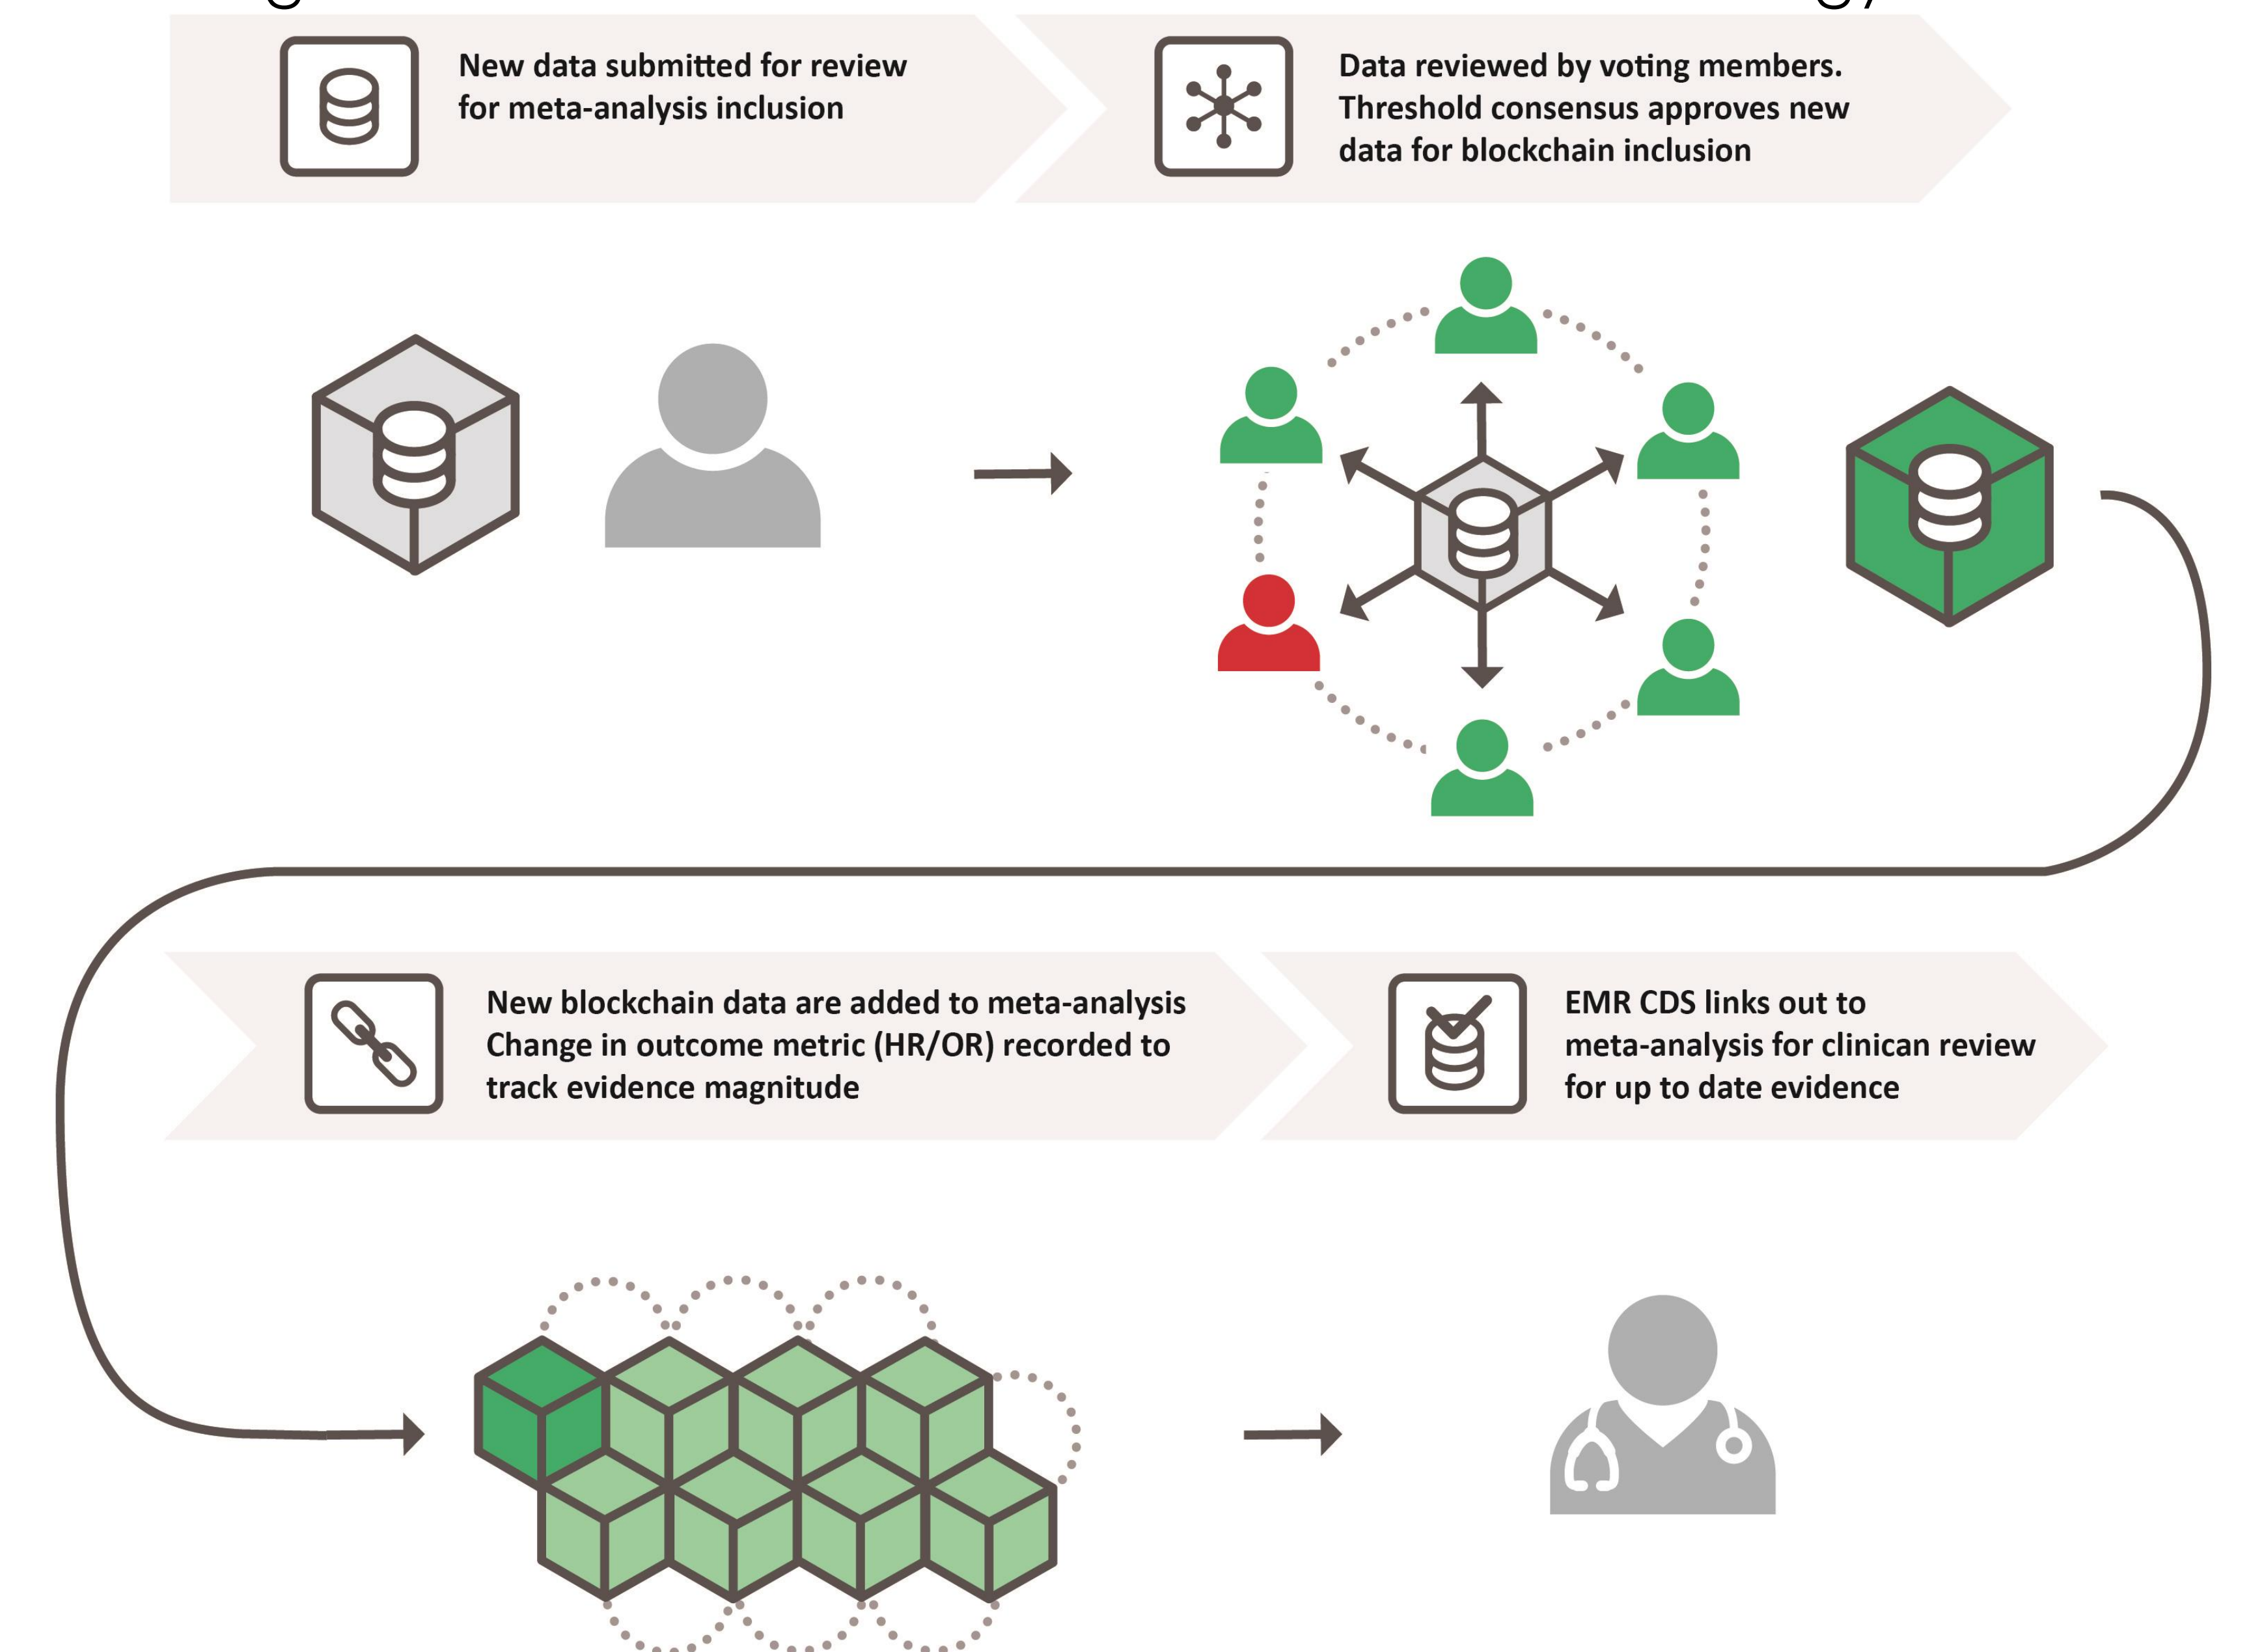 New data submitted for review
for meta-analysis inclusion
Data reviewed by voting members.
Threshold consensus approves new
data for blockchain inclusion
New blockchain data are added to meta-analysis
Change in outcome metric (HR/OR) recorded to
track evidence magnitude
EMR CDS links out to
meta-analysis for clinican review
for up to date evidence